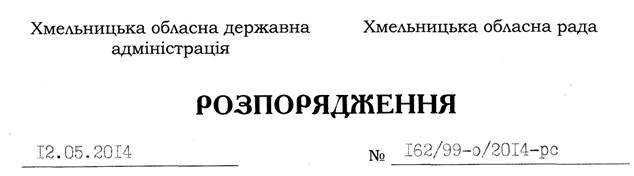 Хмельницька обласна державна
адміністрація
Хмельницька обласна рада
РОЗПОРЯДЖЕННЯ
12.05.2014 № 162/99-о/2014-рс